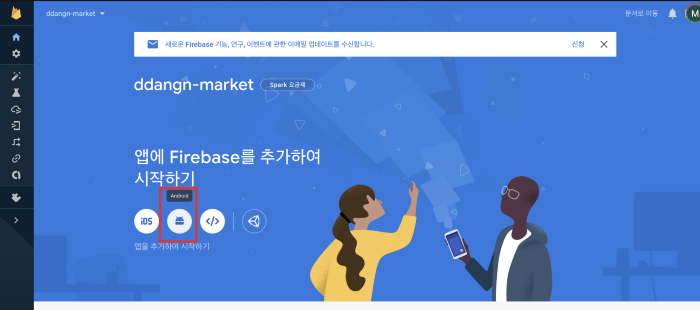 ddangn-market
문서로 이동
M
새로운 Firebase 기능, 연구, 이벤트에 관한 이메일 업데이트를 수신합니다.
신청
ddangn-market
Spark 요금제
앱에 Firebase를 추가하여
시작하기
Android
iOS
</>
앱을 추가하여 시작하기